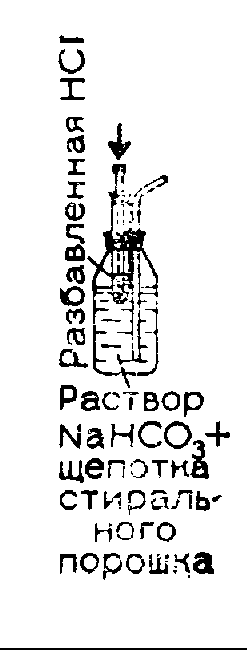 Разбавленная HCl
Раствор
NaHCO₃+
щепотка
стираль-
ного
порошка